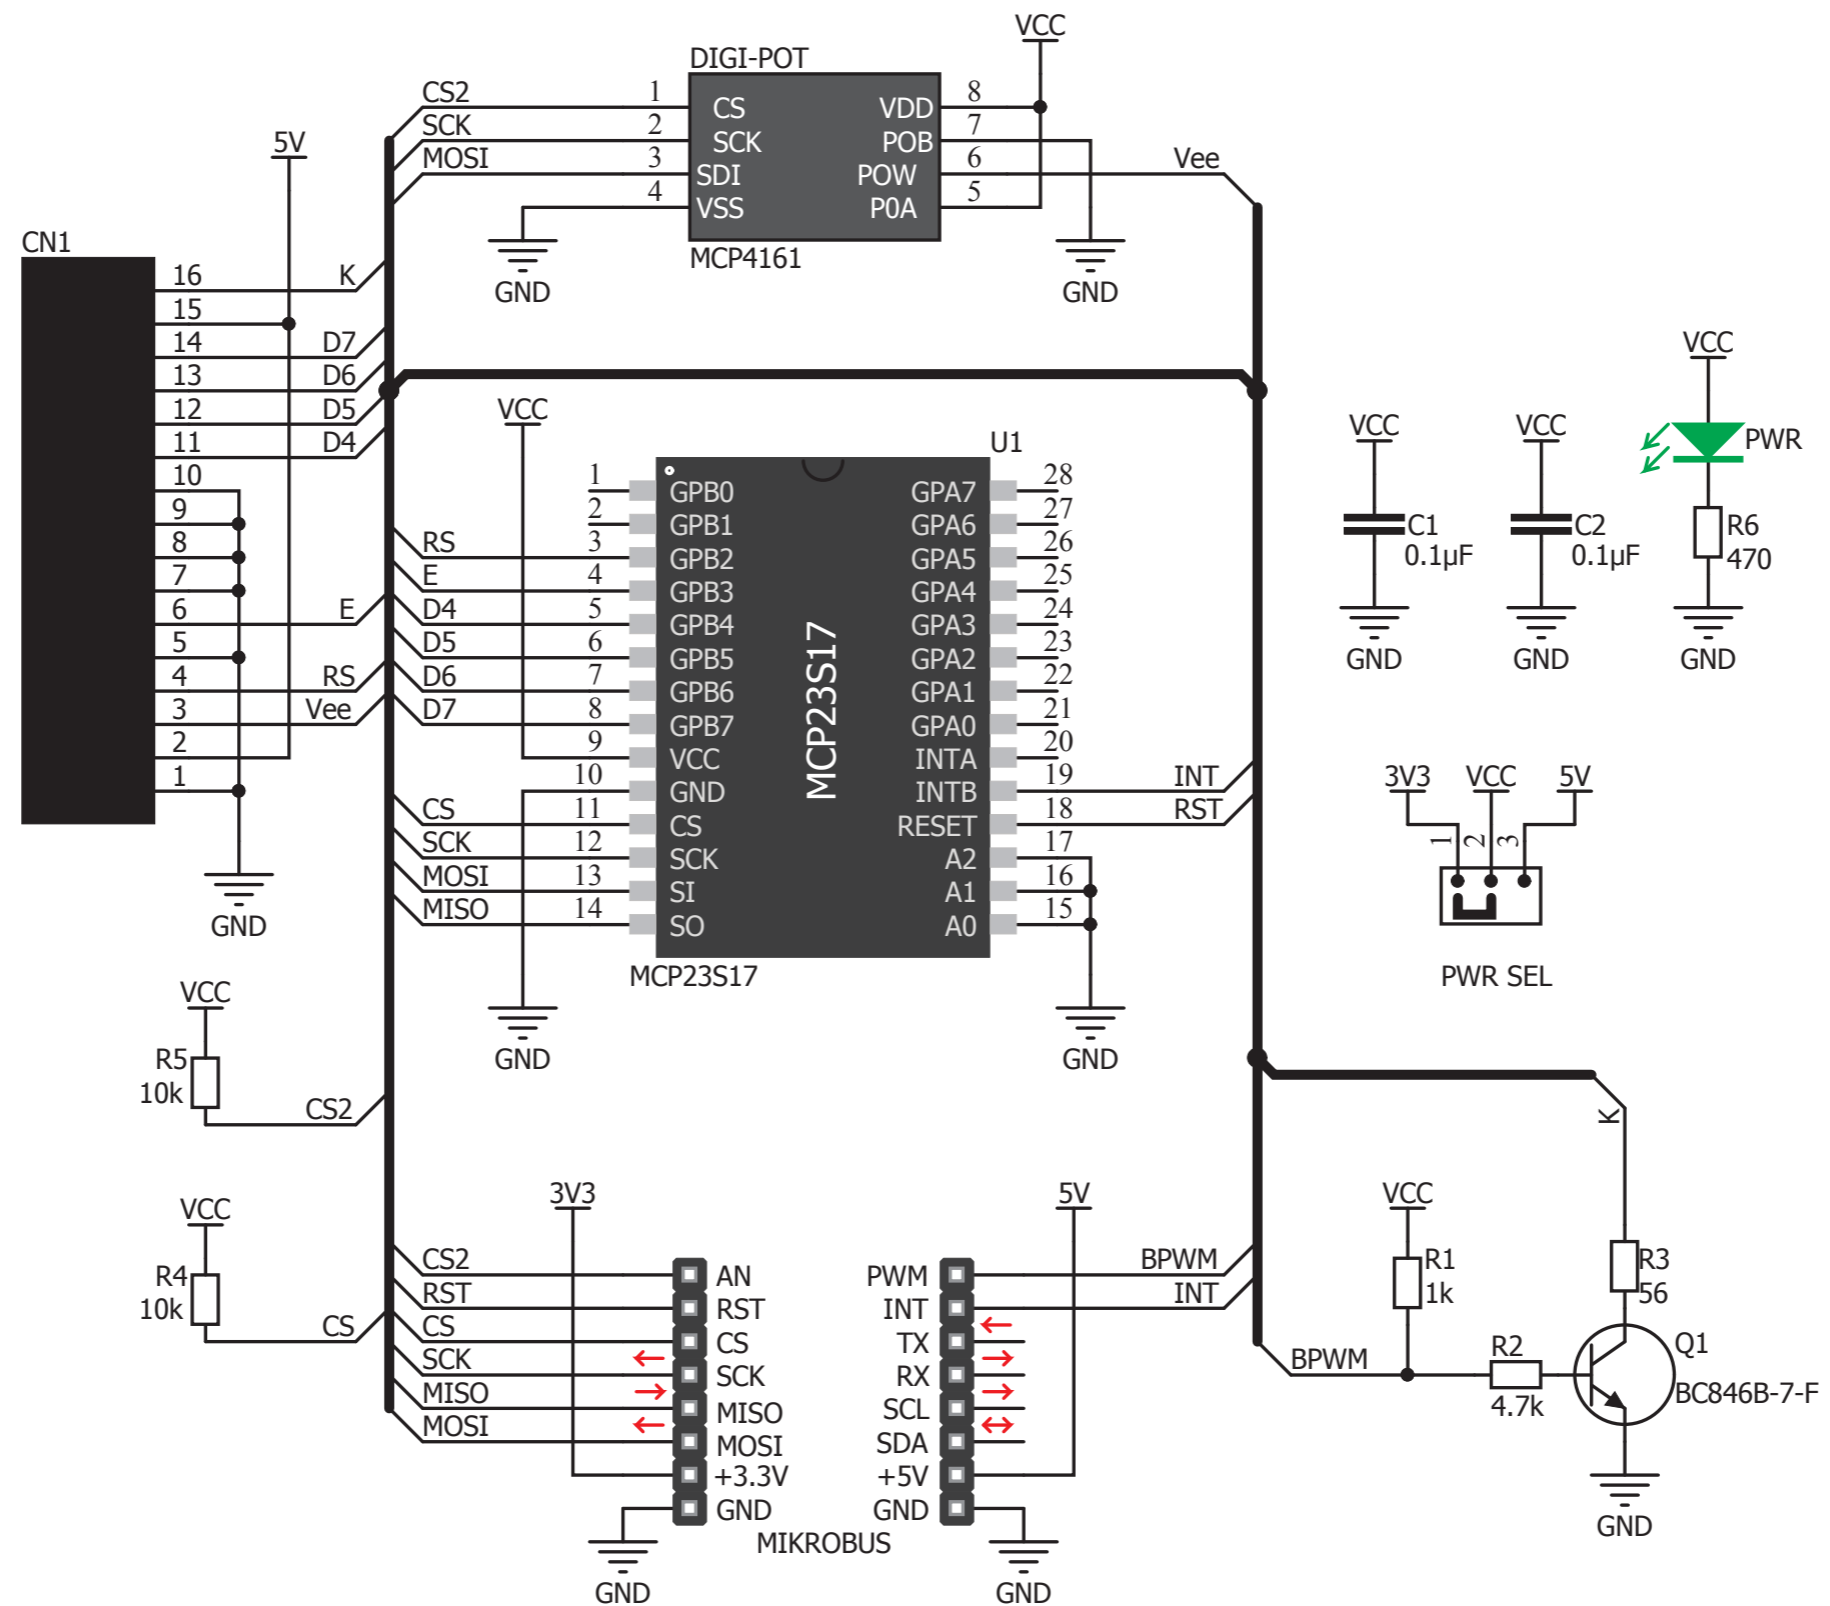 VCC
DIGI-POT
CS2 1 CS VDD 8
SCK 2 SCK POB 7
MOSI 3 SDI POW 6 Vee
4 VSS P0A 5
MCP4161
GND
GND
5V
CN1
16 K
15
14 D7
13 D6
12 D5
11 D4
10
9
8
7
6 E
5
4 RS
3 Vee
2
1
GND
VCC
U1
1 GPB0 GPA7 28
2 GPB1 GPA6 27
RS 3 GPB2 GPA5 26
E 4 GPB3 GPA4 25
D4 5 GPB4 GPA3 24
D5 6 GPB5 GPA2 23
D6 7 GPB6 GPA1 22
D7 8 GPB7 GPA0 21
9 VCC INTA 20
10 GND INTB 19 INT
CS 11 CS RESET 18 RST
SCK 12 SCK A2 17
MOSI 13 SI A1 16
MISO 14 SO A0 15
MCP23S17
MCP23S17
GND
GND
VCC
C1
0.1µF
GND
VCC
C2
0.1µF
GND
VCC
PWR
R6
470
GND
3V3 VCC 5V
1 2 3
PWR SEL
VCC
R5
10k
CS2
VCC
R4
10k
CS
3V3
5V
CS2 AN PWM BPWM
RST RST INT INT
CS CS TX
SCK SCK RX
MISO MISO SCL
MOSI MOSI SDA
+3.3V +5V
GND GND
MIKROBUS
GND
GND
K
VCC
R1
1k
R3
56
BPWM
R2
4.7k
Q1
BC846B-7-F
GND